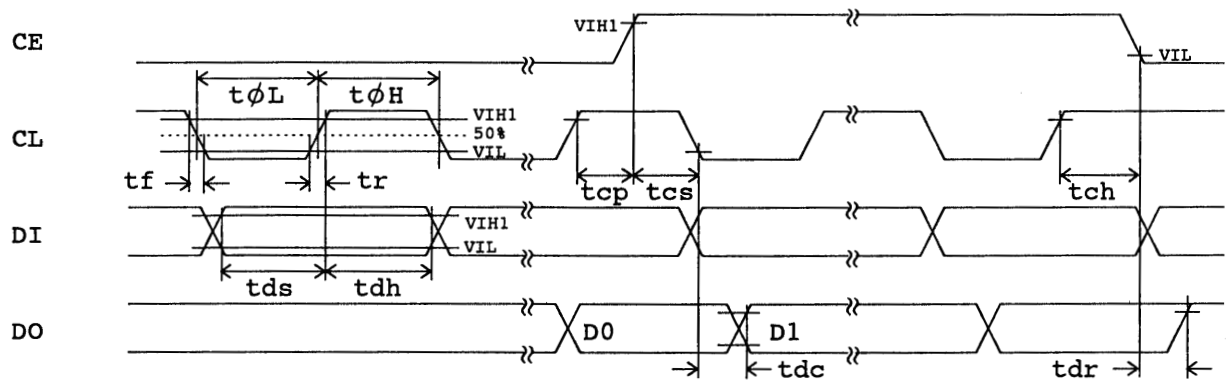 CE
VIH1
VIL
tϕL
tϕH
CL
VIH1
50%
VIL
tf
tr
tcp
tcs
tch
DI
VIH1
VIL
tds
tdh
DO
D0
D1
tdc
tdr